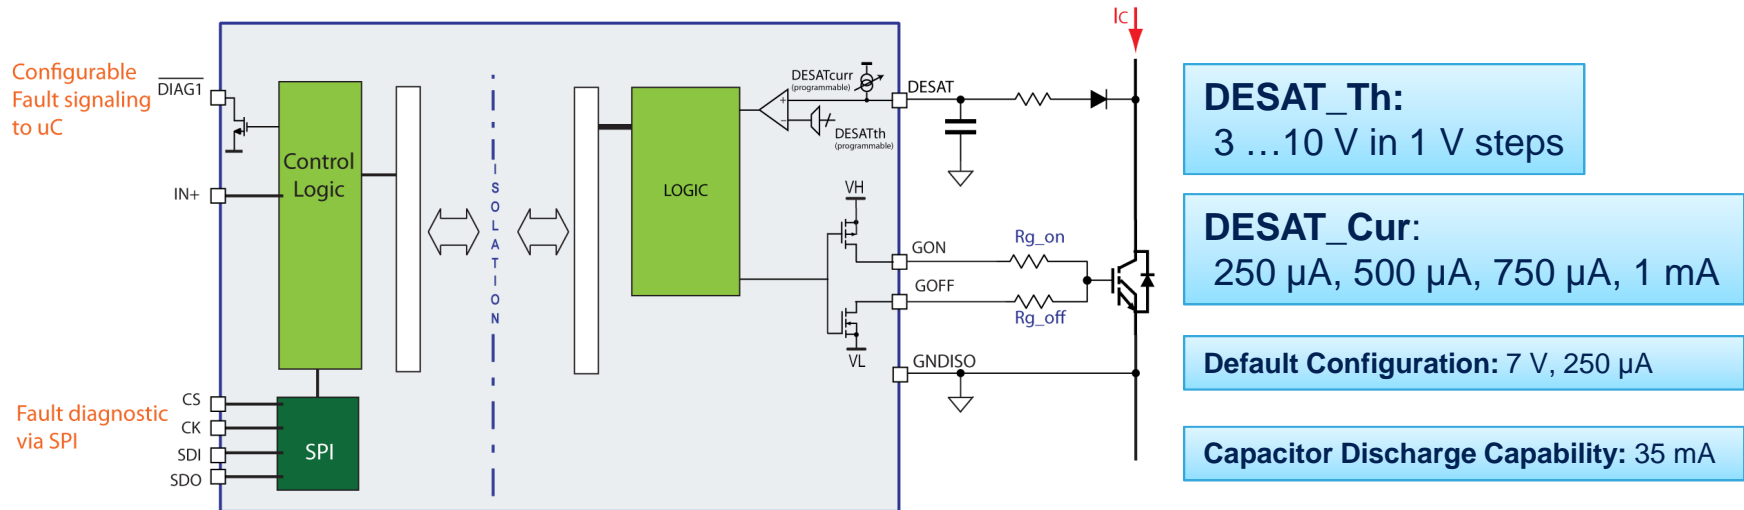 Configurable
Fault signaling
to uC
DIAG1
IN+
Control
Logic
Fault diagnostic
via SPI
CS
CK
SDI
SDO
SPI
ISOLATION
LOGIC
DESATcurr
(programmable)
DESATth
(programmable)
DESAT
VH
GON
GOFF
VL
GNDISO
Rg_on
Rg_off
IC
DESAT_Th:
3 ...10 V in 1 V steps
DESAT_Cur:
250 µA, 500 µA, 750 µA, 1 mA
Default Configuration: 7 V, 250 µA
Capacitor Discharge Capability: 35 mA